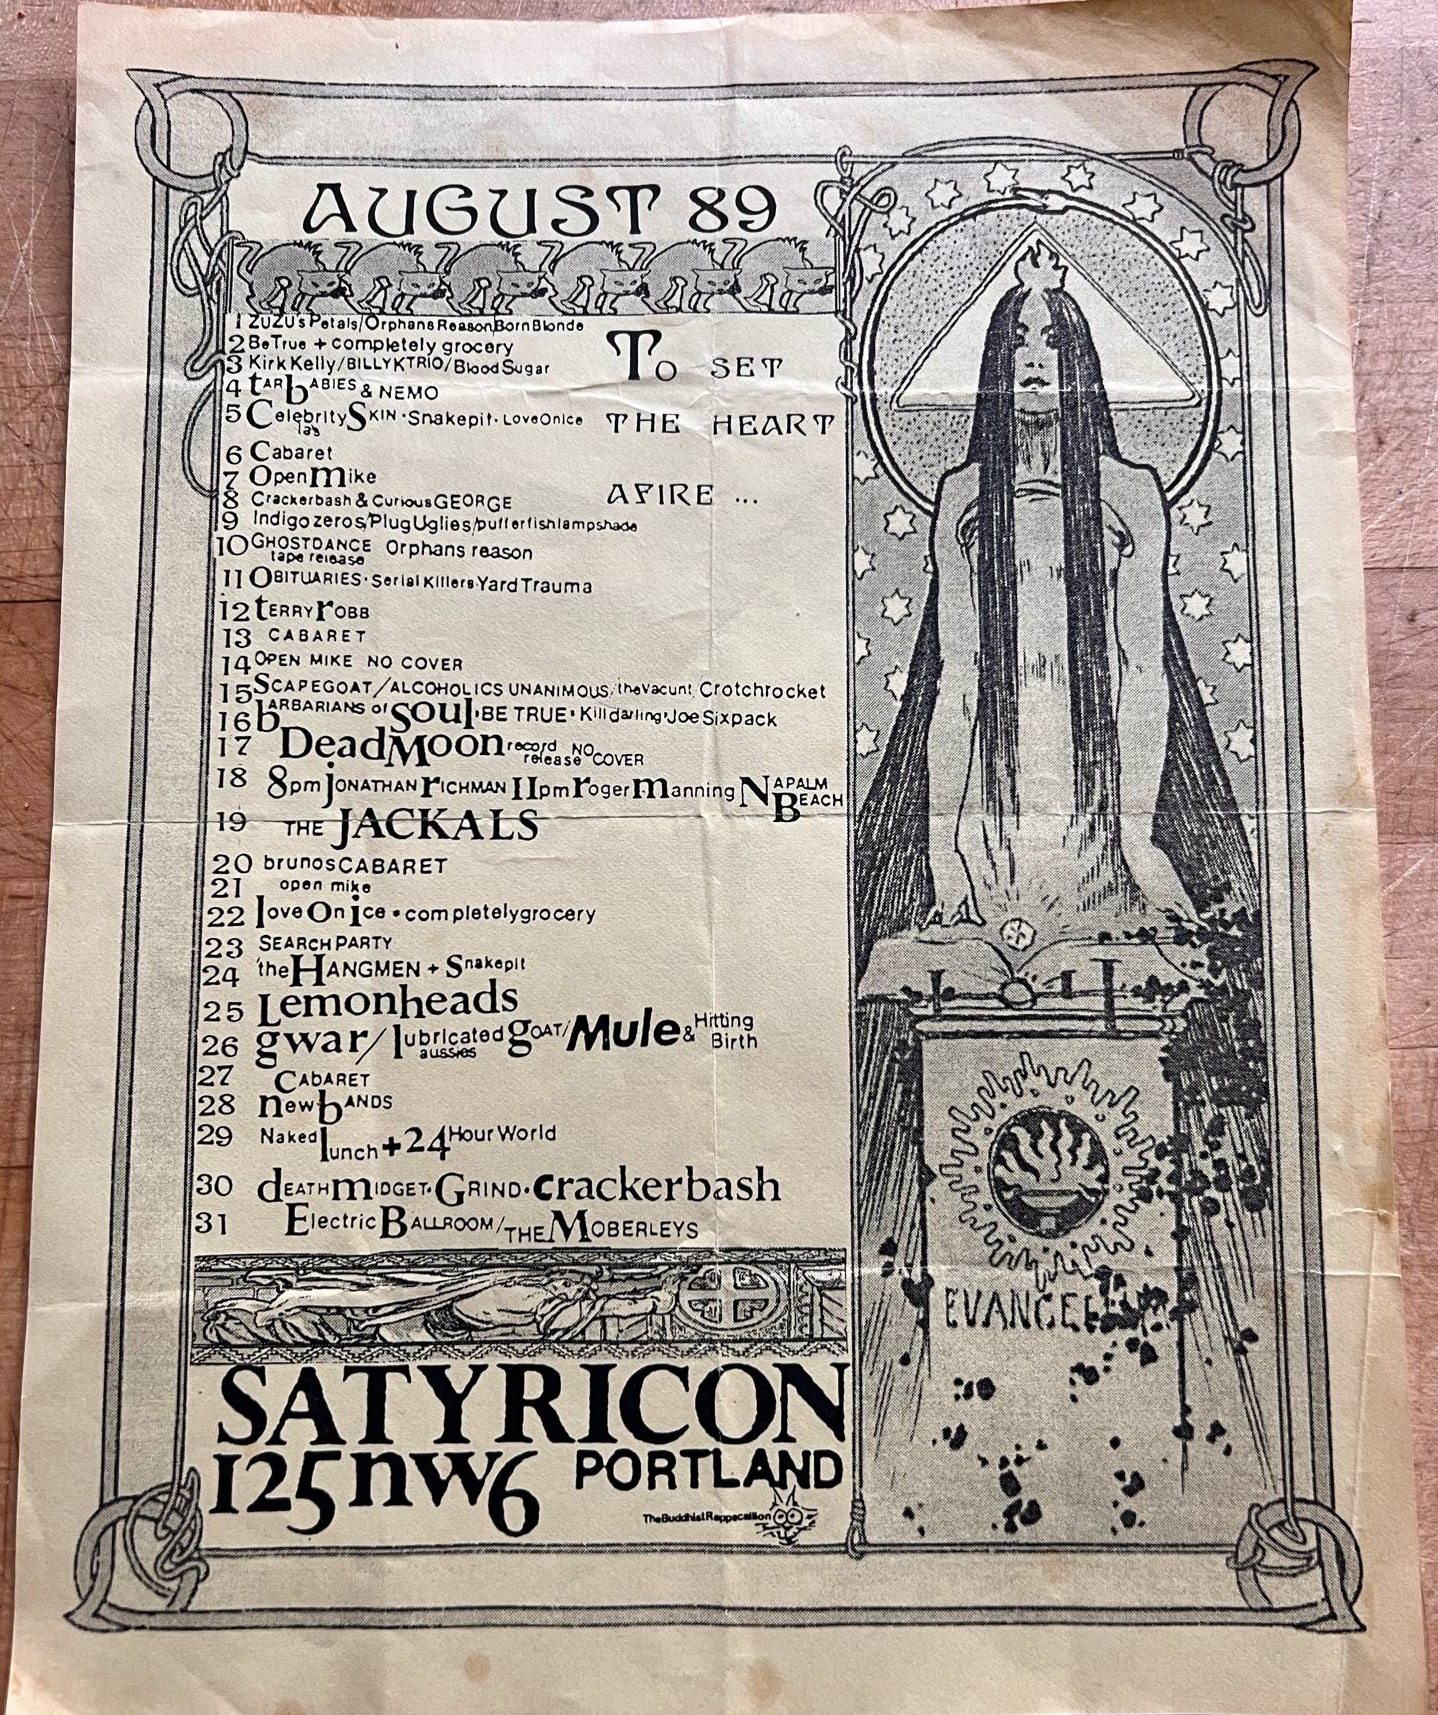 AUGUST 89
1 ZuZu's Petals/Orphans Reason Born Blonde
2 Be True + completely grocery
3 Kirk Kelly/BILLY K TRIO/Blood Sugar
4 tar babies & NEMO
5 Celebrity Skin · Snakepit · Love On Ice
las
6 Cabaret
7 Open mike
8 Crackerbash & Curious GEORGE
9 Indigo zeros/Plug Uglies/pufferfish lampshade
10 GHOSTDANCE Orphans reason
tape release
11 OBITUARIES · Serial Killers · Yard Trauma
12 tERRY rOBB
13 CABARET
14 OPEN MIKE NO COVER
15 SCAPEGOAT/ALCOHOLICS UNANIMOUS/the Vacunt, Crotchrocket
16 bARBARIANS of soul · BE TRUE · Kill darling · Joe Sixpack
17 Dead Moon record release NO COVER
18 8pm jONATHAN rICHMAN 11pm roger manning NAPALM BEACH
19 THE JACKALS
20 brunos CABARET
21 open mike
22 love On ice · completely grocery
23 SEARCH PARTY
24 the HANGMEN + Snakepit
25 Lemonheads
26 gwar/lubricated gOAT/Mule & Hitting Birth
aussies
27 CABARET
28 new bANDS
29 Naked lunch + 24 Hour World
30 dEATH mIDGET · GRIND · crackerbash
31 Electric BALLROOM/THE MOBERLEYS
TO SET
THE HEART
AFIRE ...
SATYRICON
125 nw 6 PORTLAND
The Buddhist Rappscallion